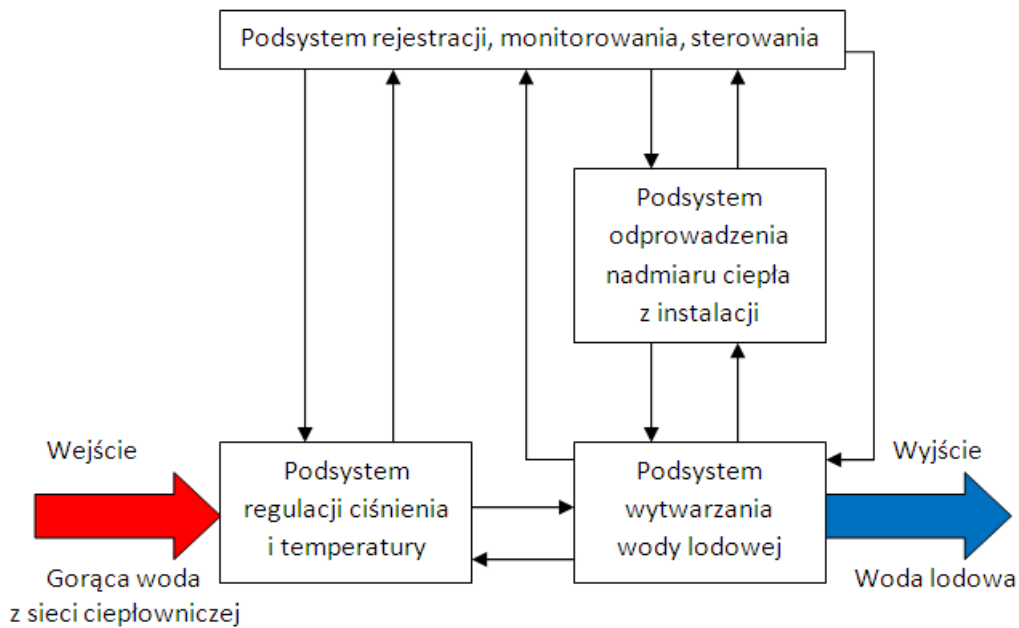 Podsystem rejestracji, monitorowania, sterowania
Podsystem
odprowadzenia
nadmiaru ciepła
z instalacji
Wejście
Gorąca woda
z sieci ciepłowniczej
Podsystem
regulacji ciśnienia
i temperatury
Podsystem
wytwarzania
wody lodowej
Wyjście
Woda lodowa